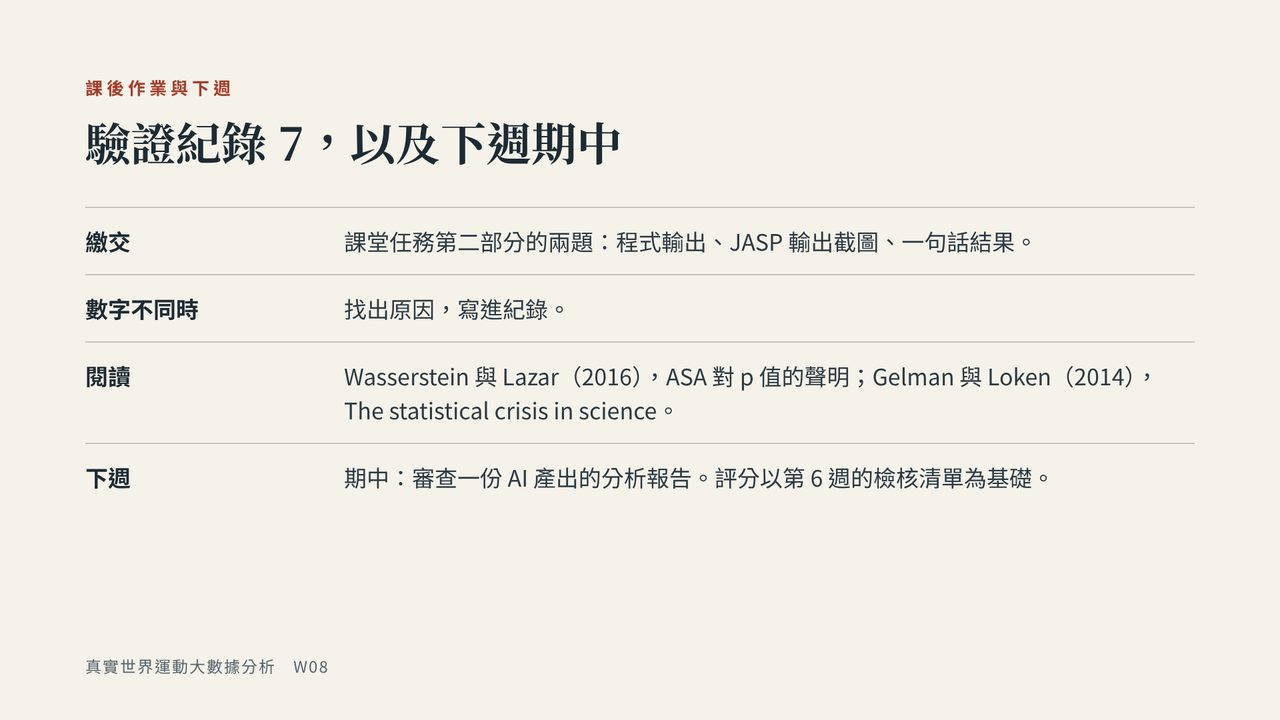 課後作業與下週
驗證紀錄 7，以及下週期中
繳交
課堂任務第二部分的兩題：程式輸出、JASP 輸出截圖、一句話結果。
數字不同時
找出原因，寫進紀錄。
閱讀
Wasserstein 與 Lazar（2016），ASA 對 p 值的聲明；Gelman 與 Loken（2014），
The statistical crisis in science。
下週
期中：審查一份 AI 產出的分析報告。評分以第 6 週的檢核清單為基礎。
真實世界運動大數據分析 W08